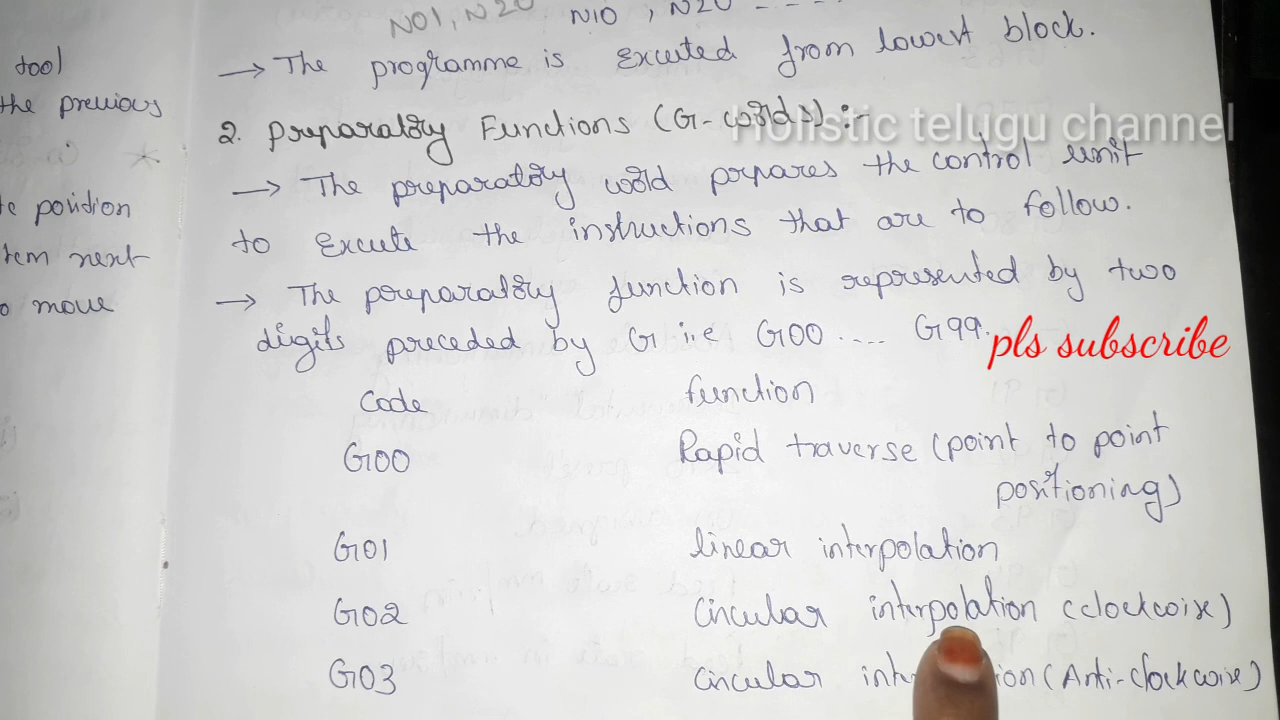 N01, N20, N10, N20 - - - -
tool
the previous
position
tem next
move
→ The programme is Excuted from lowest block.
2. Preparatory Functions (G-words) :-
Holistic telugu channel
→ The preparatory word prpares the control unit
to Excute the instructions that are to follow.
→ The preparatory function is represented by two
digits preceded by G i.e G00 .... G99.
pls subscribe
Code function
G00 Rapid traverse (point to point
positioning)
G01 linear interpolation
G02 Circular interpolation (clockwise)
G03 Circular (Anti-clockwise)